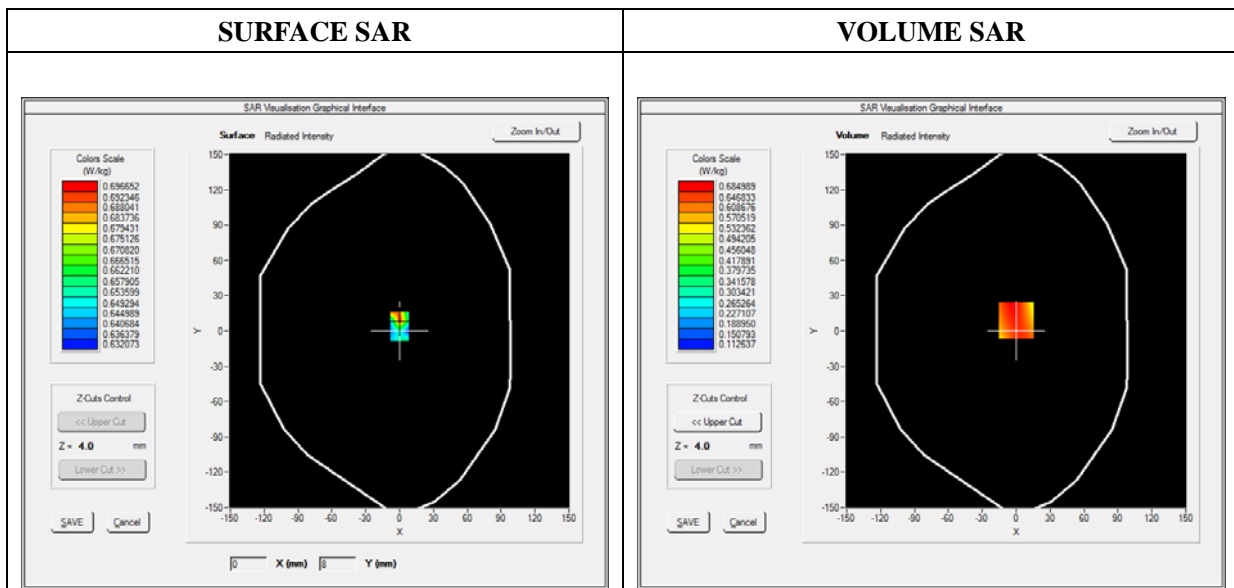 SURFACE SAR
VOLUME SAR
SAR Visualisation Graphical Interface
Surface Radiated Intensity
Zoom In/Out
Colors Scale
(W/kg)
0.696652
0.692346
0.688041
0.683736
0.679431
0.675126
0.670820
0.666515
0.662210
0.657905
0.653599
0.649294
0.644989
0.640684
0.636379
0.632073
Z-Cuts Control
<< Upper Cut
Z = 4.0 mm
Lower Cut >>
SAVE Cancel
150
120
90
60
30
0
-30
-60
-90
-120
-150
Y
-150 -120 -90 -60 -30 0 30 60 90 120 150
X
0 X (mm) 8 Y (mm)
SAR Visualisation Graphical Interface
Volume Radiated Intensity
Zoom In/Out
Colors Scale
(W/kg)
0.684989
0.646833
0.608676
0.570519
0.532362
0.494205
0.456048
0.417891
0.379735
0.341578
0.303421
0.265264
0.227107
0.188950
0.150793
0.112637
Z-Cuts Control
<< Upper Cut
Z = 4.0 mm
Lower Cut >>
SAVE Cancel
150
120
90
60
30
0
-30
-60
-90
-120
-150
Y
-150 -120 -90 -60 -30 0 30 60 90 120 150
X